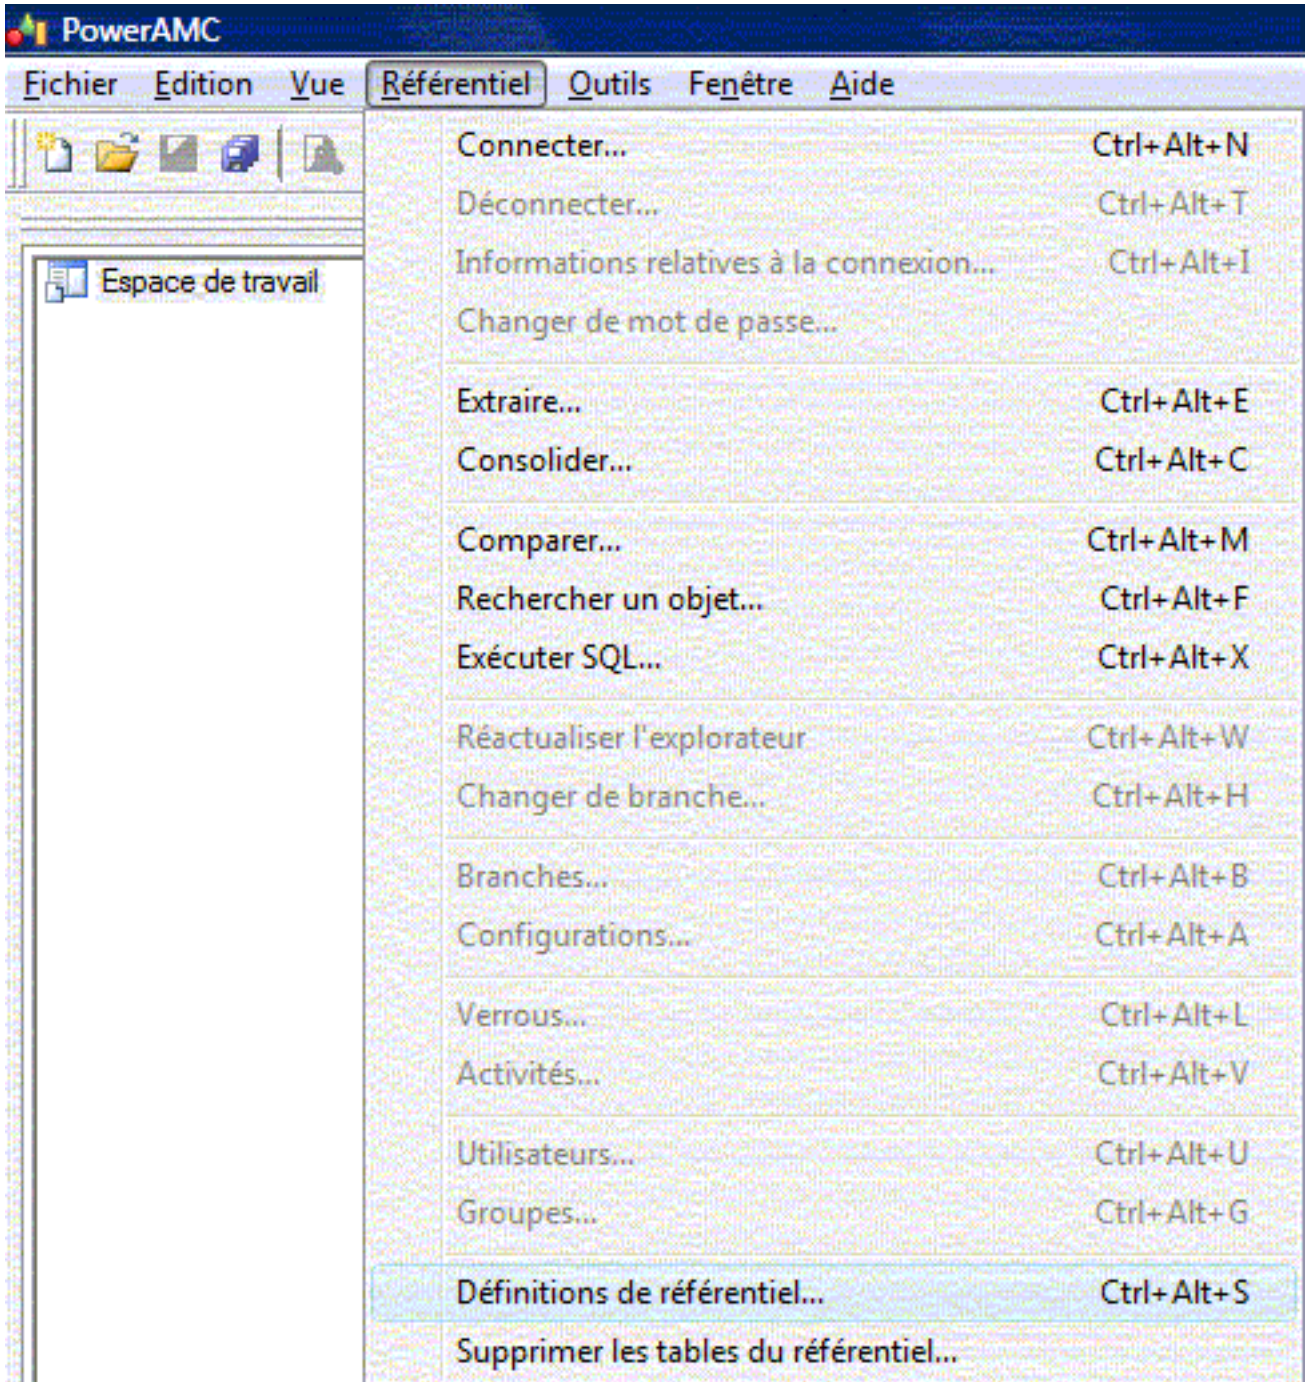 PowerAMC
Fichier Edition Vue Référentiel Outils Fenêtre Aide
Connecter... Ctrl+Alt+N
Déconnecter... Ctrl+Alt+T
Espace de travail
Informations relatives à la connexion... Ctrl+Alt+I
Changer de mot de passe...
Extraire... Ctrl+Alt+E
Consolider... Ctrl+Alt+C
Comparer... Ctrl+Alt+M
Rechercher un objet... Ctrl+Alt+F
Exécuter SQL... Ctrl+Alt+X
Réactualiser l'explorateur Ctrl+Alt+W
Changer de branche... Ctrl+Alt+H
Branches... Ctrl+Alt+B
Configurations... Ctrl+Alt+A
Verrous... Ctrl+Alt+L
Activités... Ctrl+Alt+V
Utilisateurs... Ctrl+Alt+U
Groupes... Ctrl+Alt+G
Définitions de référentiel... Ctrl+Alt+S
Supprimer les tables du référentiel...